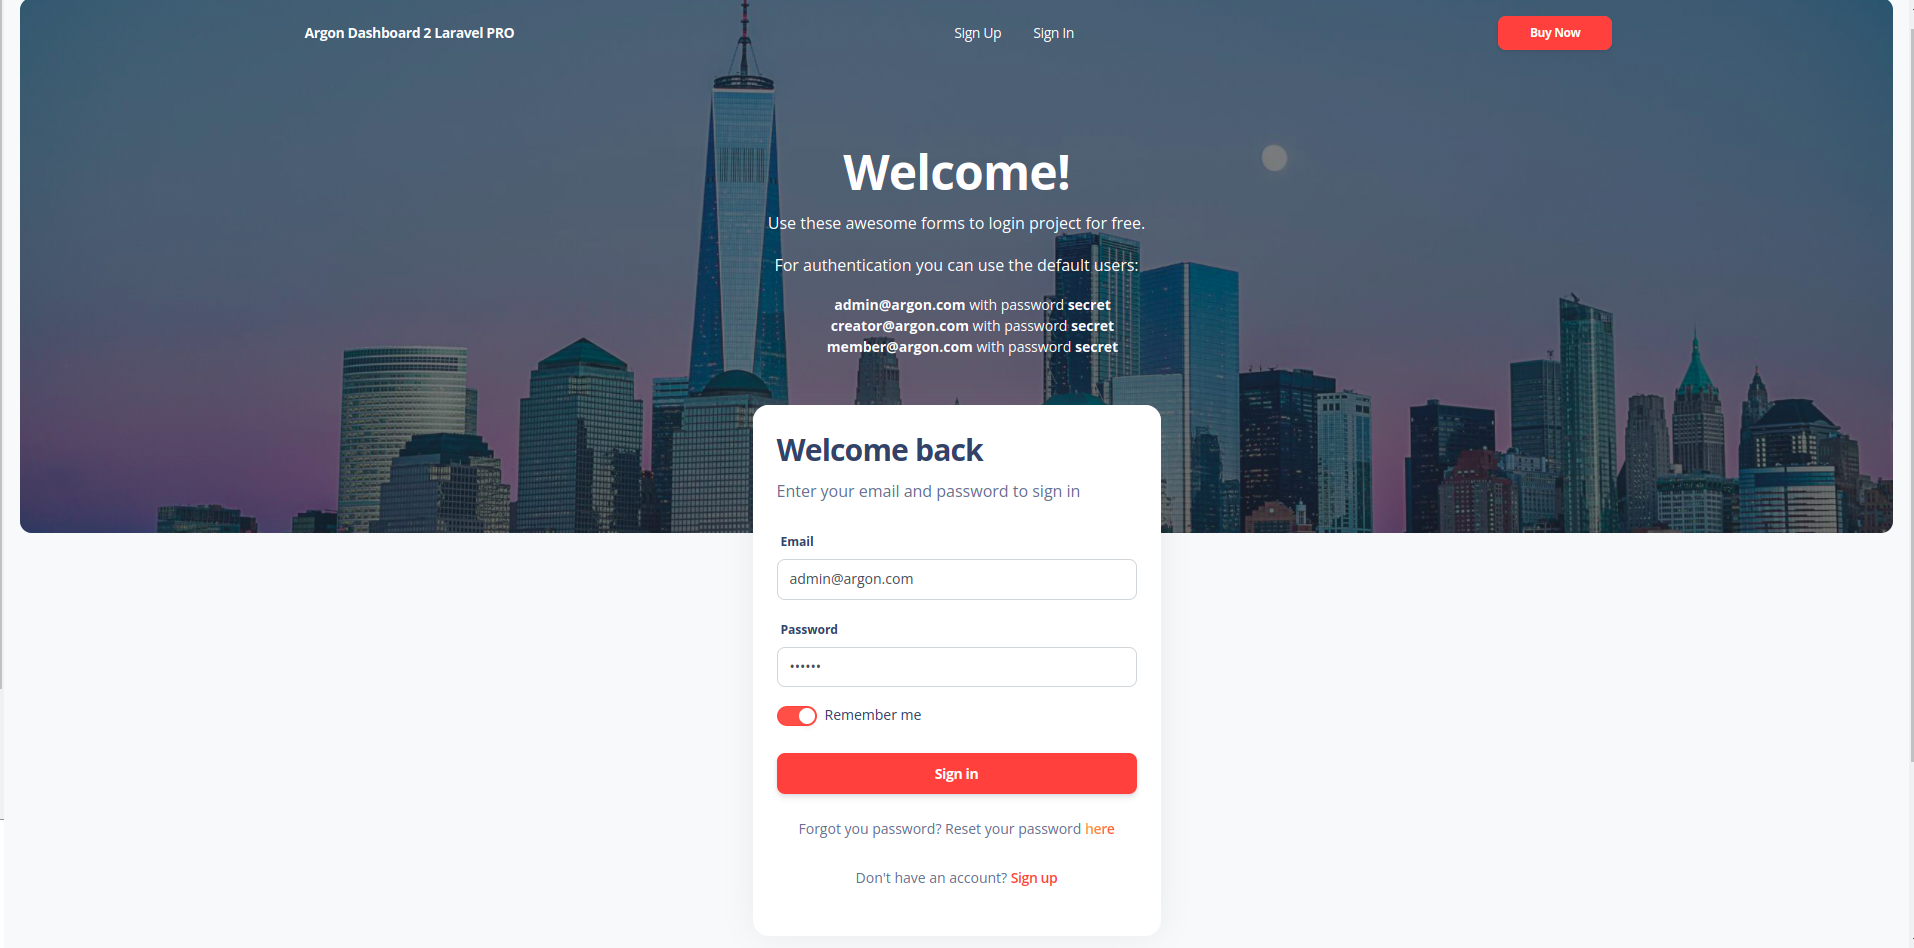 Argon Dashboard 2 Laravel PRO
Sign Up
Sign In
Buy Now
Welcome!
Use these awesome forms to login project for free.
For authentication you can use the default users:
admin@argon.com with password secret
creator@argon.com with password secret
member@argon.com with password secret
Welcome back
Enter your email and password to sign in
Email
admin@argon.com
Password
••••••
Remember me
Sign in
Forgot you password? Reset your password here
Don't have an account? Sign up